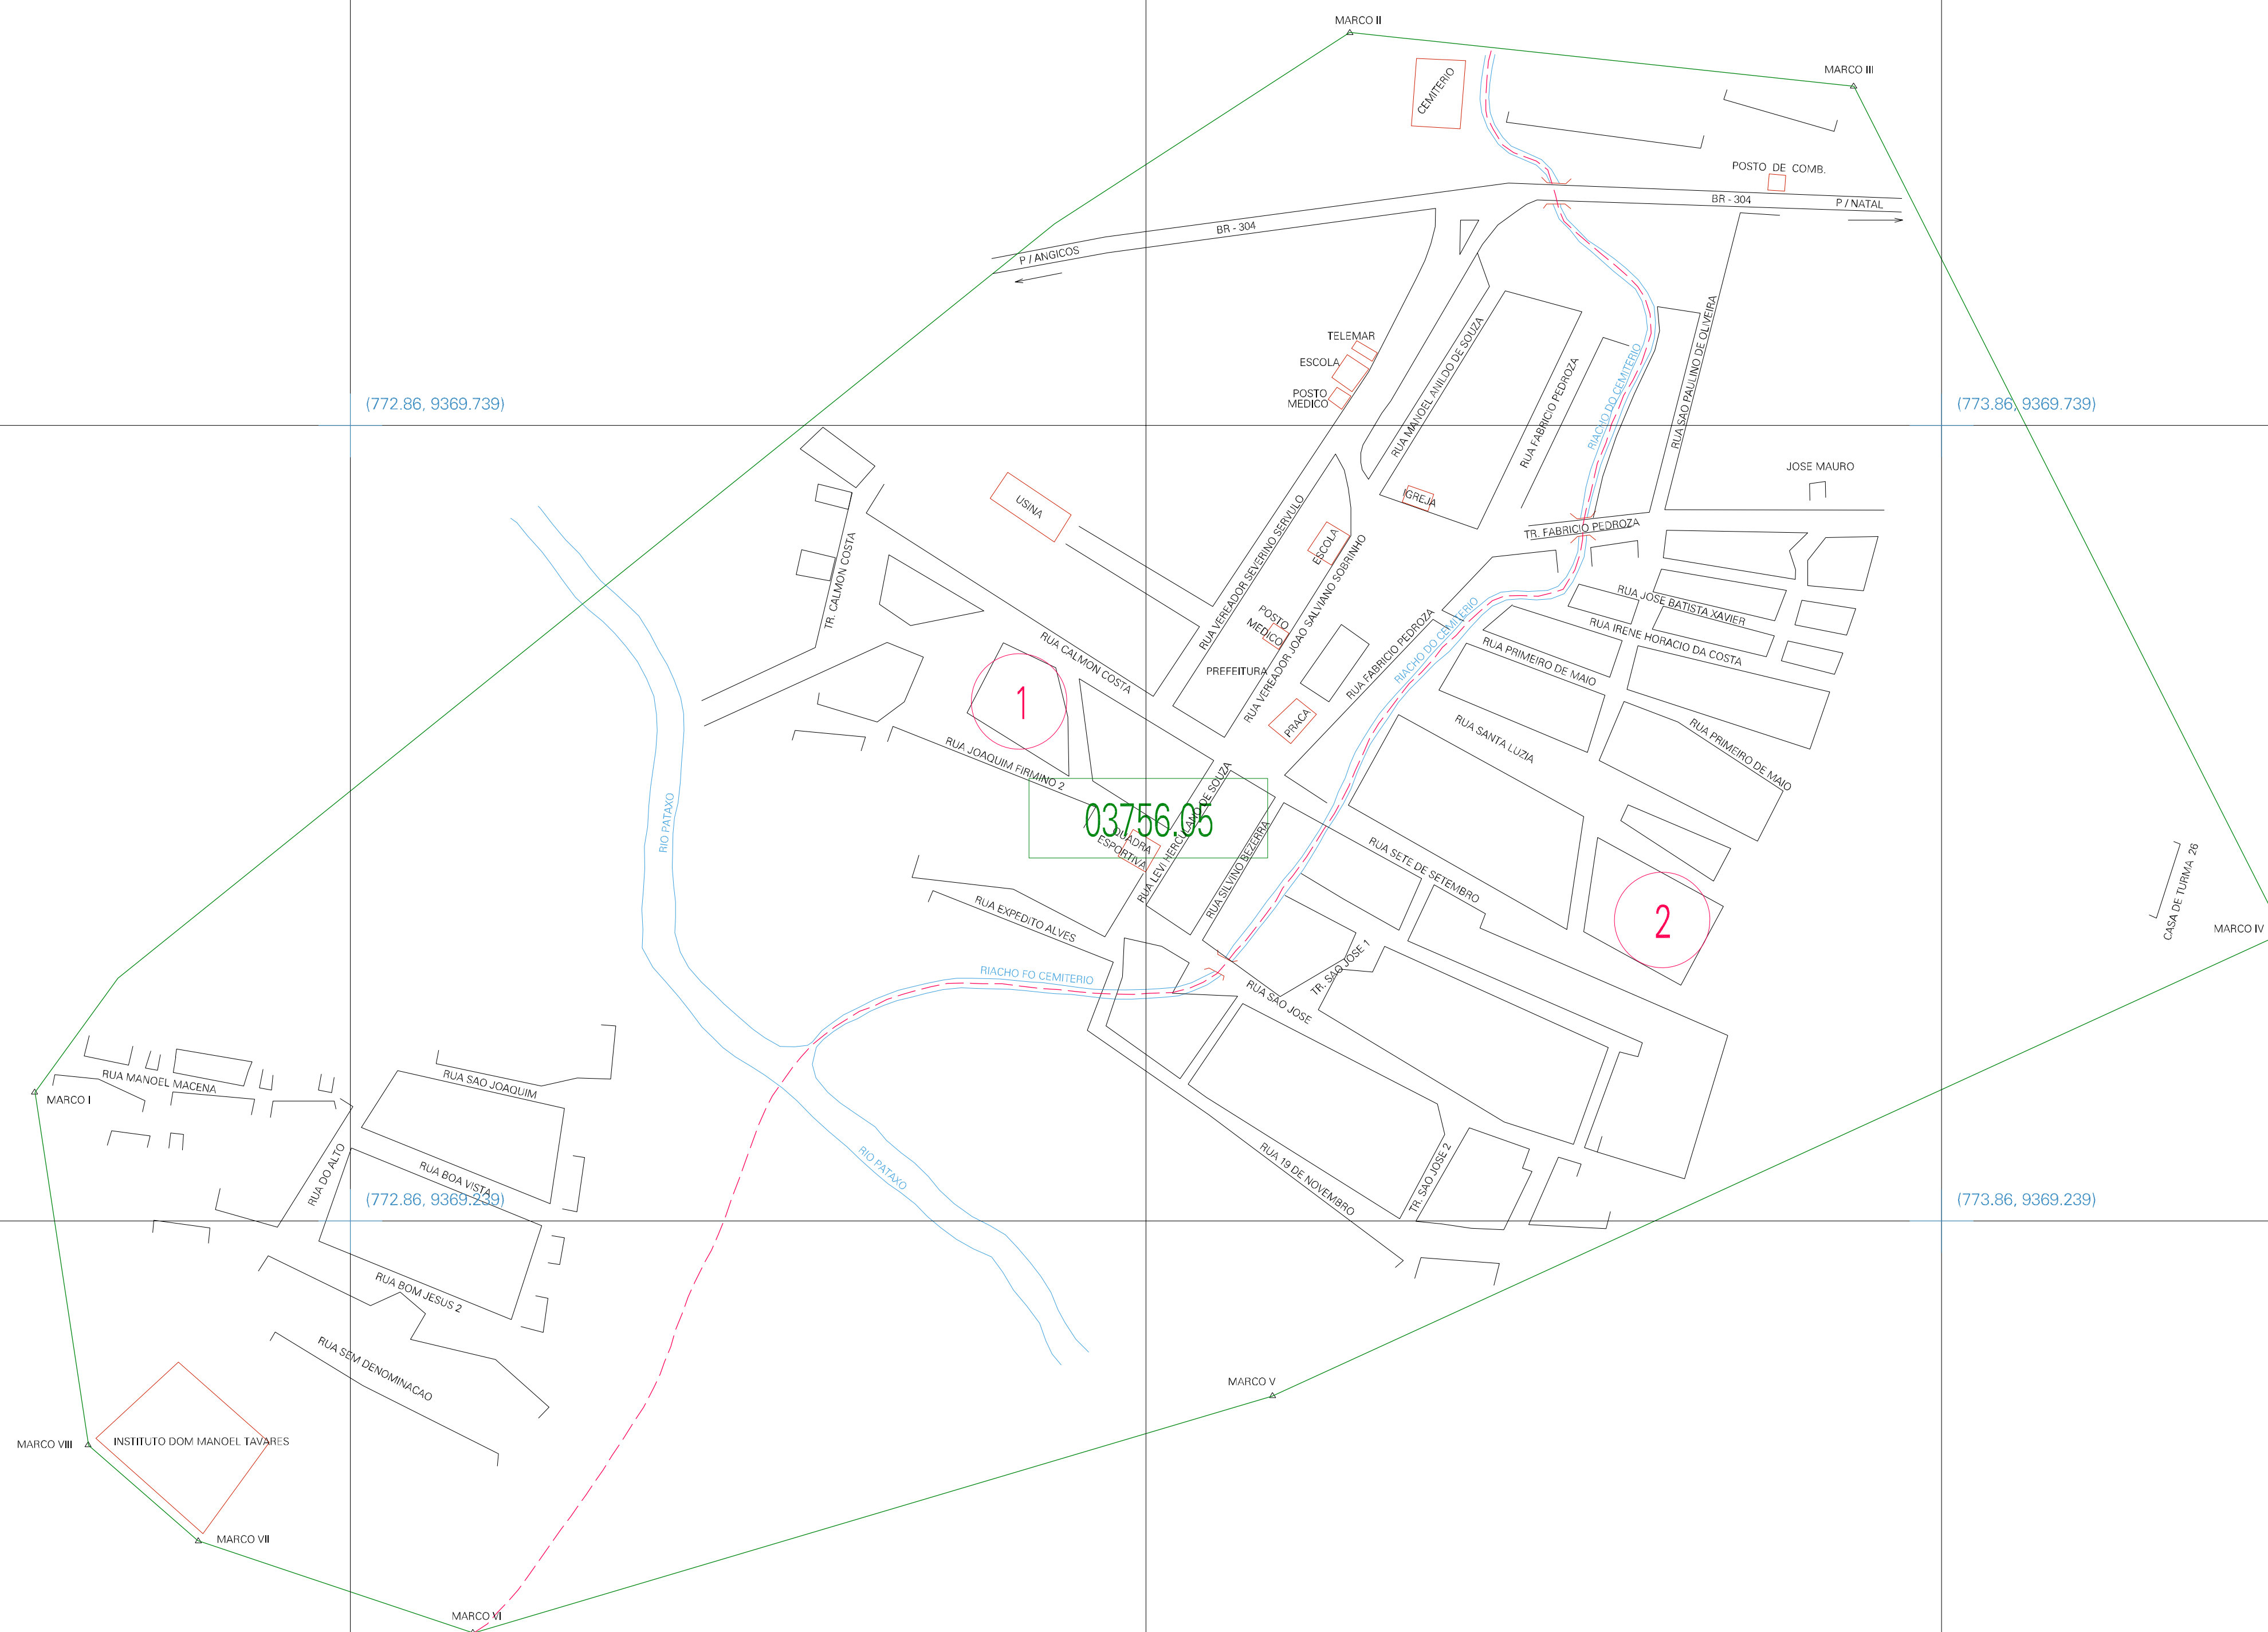 MARCO II
MARCO III
CEMITERIO
POSTO DE COMB.
BR - 304
P / NATAL
BR - 304
P / ANGICOS
TELEMAR
ESCOLA
POSTO
MEDICO
RUA MANOEL ANILDO DE SOUZA
RUA FABRICIO PEDROZA
RIACHO DO CEMITERIO
RUA SAO PAULINO DE OLIVEIRA
(772.86, 9369.739)
(773.86, 9369.739)
JOSE MAURO
USINA
IGREJA
TR. FABRICIO PEDROZA
TR. CALMON COSTA
RUA VEREADOR SEVERINO SERVULO
ESCOLA
RUA VEREADOR JOAO SALVIANO SOBRINHO
POSTO
MEDICO
PREFEITURA
RUA CALMON COSTA
RUA FABRICIO PEDROZA
RIACHO DO CEMITERIO
RUA JOSE BATISTA XAVIER
RUA IRENE HORACIO DA COSTA
RUA PRIMEIRO DE MAIO
1
PRACA
RUA SANTA LUZIA
RUA PRIMEIRO DE MAIO
RUA JOAQUIM FIRMINO 2
03756.05
RIO PATAXO
QUADRA
ESPORTIVA
RUA LEVI HERCULANO DE SOUZA
RUA SILVINO BEZERRA
RUA SETE DE SETEMBRO
2
CASA DE TURMA 26
MARCO IV
RUA EXPEDITO ALVES
RIACHO FO CEMITERIO
TR. SAO JOSE 1
RUA SAO JOSE
RUA MANOEL MACENA
MARCO I
RUA SAO JOAQUIM
RUA DO ALTO
RUA BOA VISTA
RIO PATAXO
RUA 19 DE NOVEMBRO
TR. SAO JOSE 2
(772.86, 9369.239)
(773.86, 9369.239)
RUA BOM JESUS 2
RUA SEM DENOMINACAO
MARCO V
MARCO VIII
INSTITUTO DOM MANOEL TAVARES
MARCO VII
MARCO VI